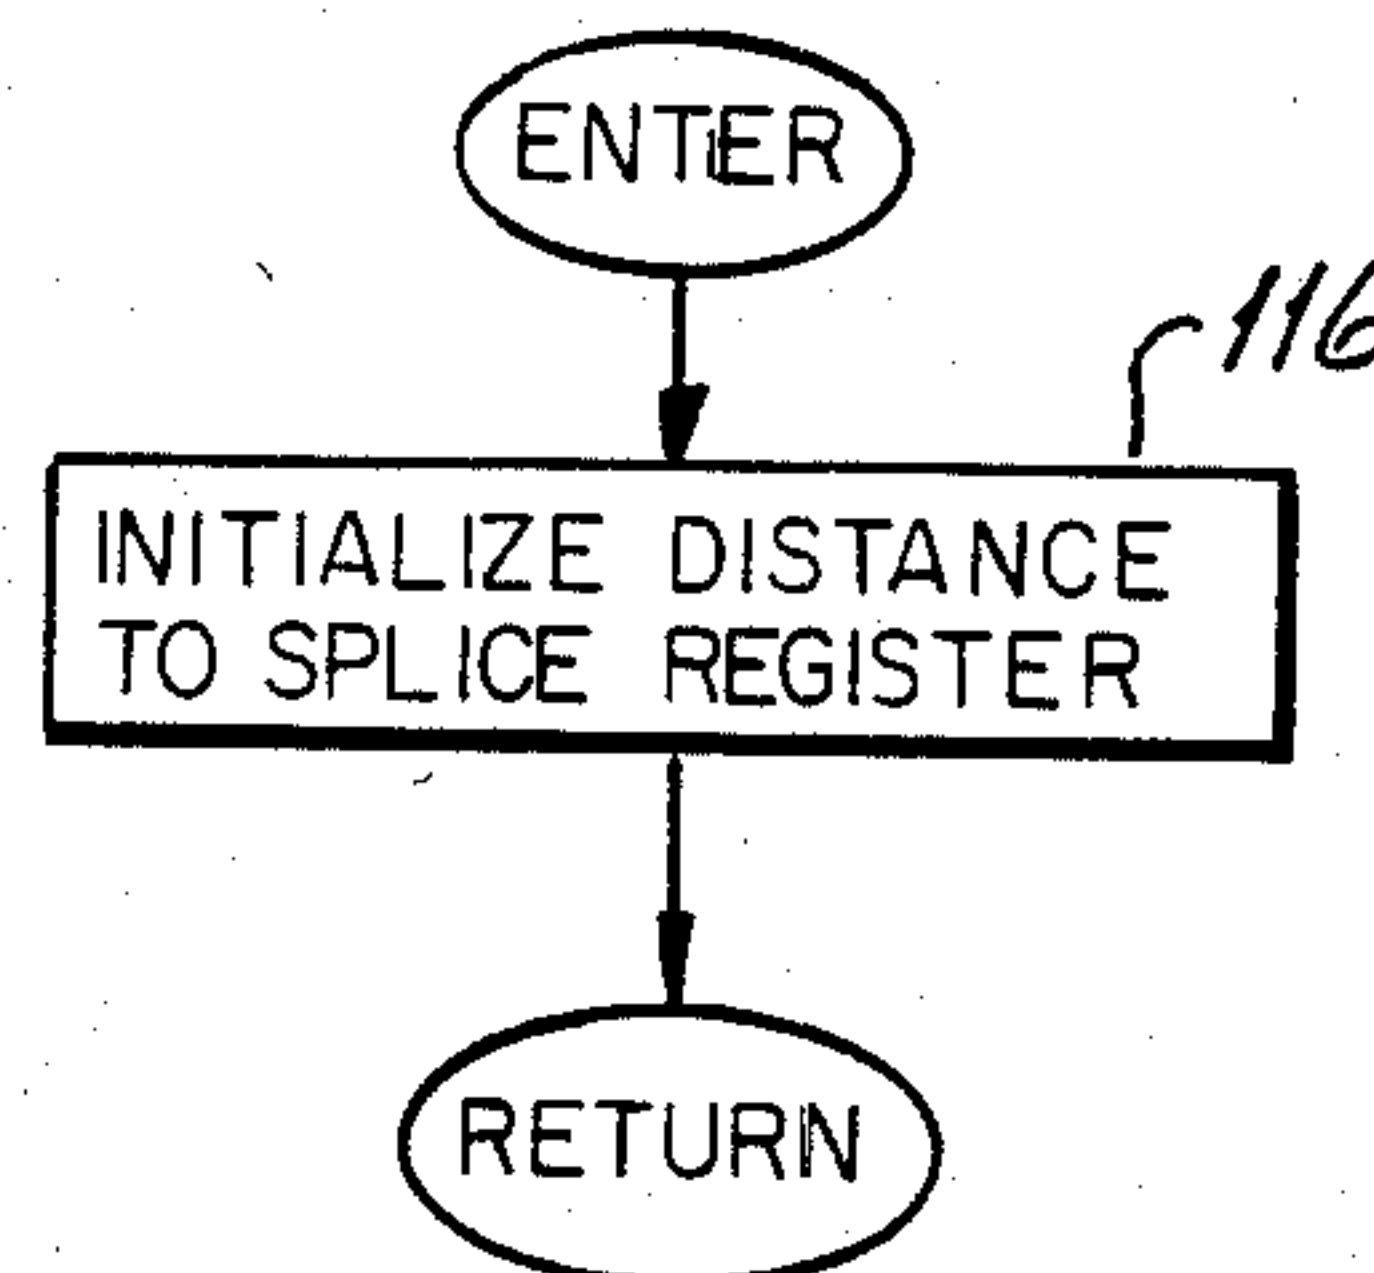 ENTER
116
INITIALIZE DISTANCE
TO SPLICE REGISTER
RETURN